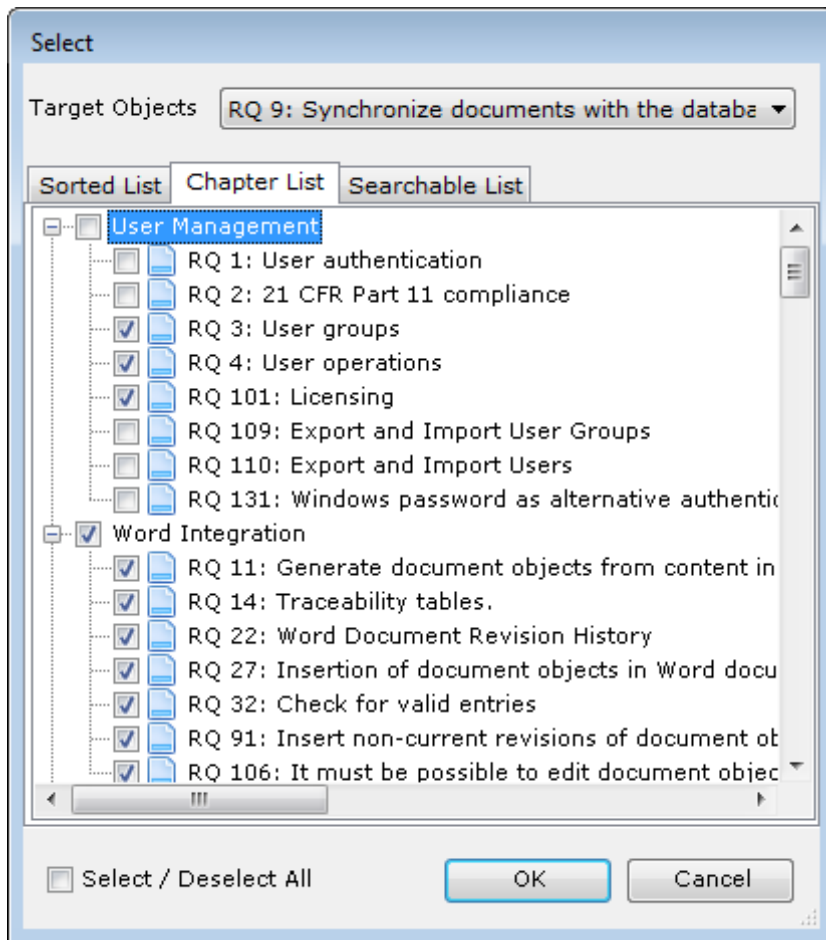 Select
Target Objects RQ 9: Synchronize documents with the databa
Sorted List Chapter List Searchable List
User Management
RQ 1: User authentication
RQ 2: 21 CFR Part 11 compliance
RQ 3: User groups
RQ 4: User operations
RQ 101: Licensing
RQ 109: Export and Import User Groups
RQ 110: Export and Import Users
RQ 131: Windows password as alternative authentic
Word Integration
RQ 11: Generate document objects from content in
RQ 14: Traceability tables.
RQ 22: Word Document Revision History
RQ 27: Insertion of document objects in Word docu
RQ 32: Check for valid entries
RQ 91: Insert non-current revisions of document ob
RQ 106: It must be possible to edit document objec
Select / Deselect All OK Cancel